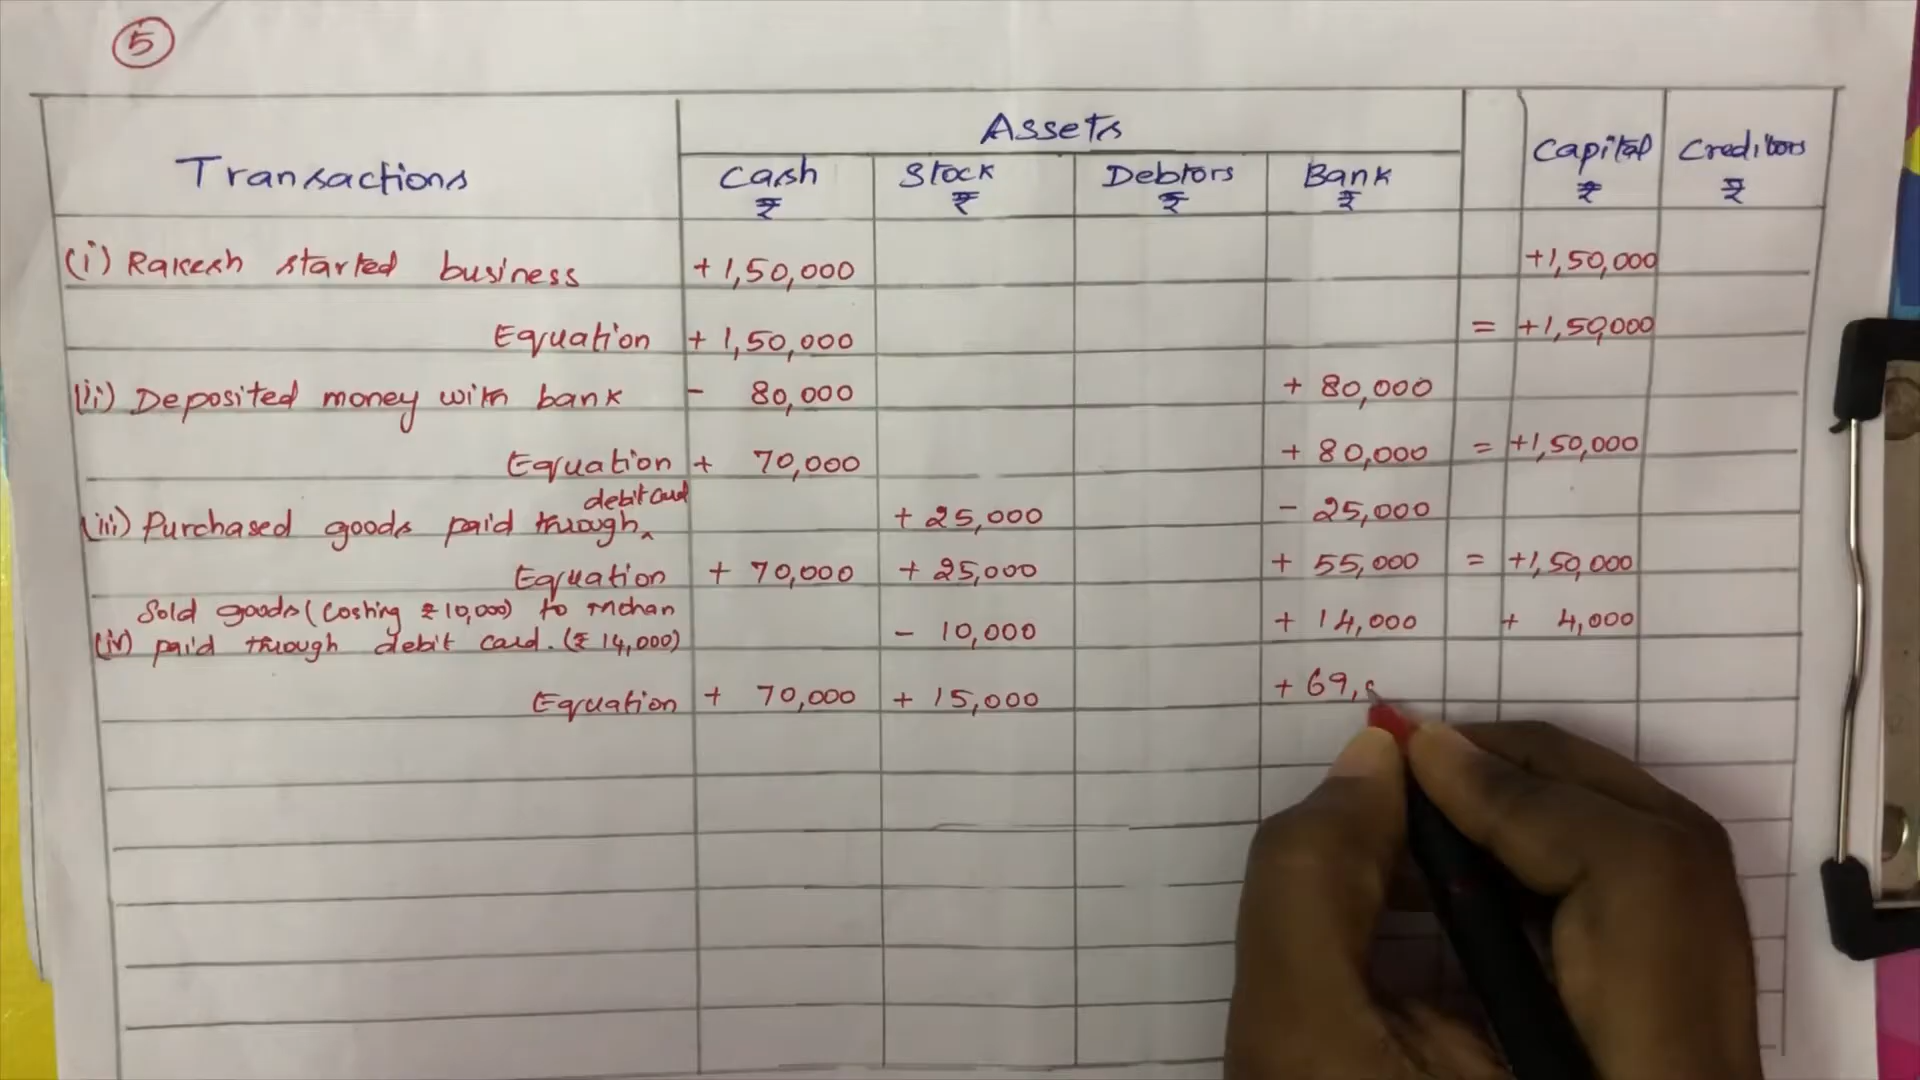 5
Assets
Transactions Cash ₹ Stock ₹ Debtors ₹ Bank ₹ Capital ₹ Creditors ₹
(i) Rakesh started business +1,50,000 +1,50,000
Equation +1,50,000 = +1,50,000
(ii) Deposited money with bank - 80,000 + 80,000
Equation + 70,000 + 80,000 = +1,50,000
debit card
(iii) Purchased goods paid through ‸ + 25,000 - 25,000
Equation + 70,000 + 25,000 + 55,000 = +1,50,000
Sold goods (costing ₹ 10,000) to Mohan
(iv) paid through debit card. (₹ 14,000) - 10,000 + 14,000 + 4,000
Equation + 70,000 + 15,000 + 69,